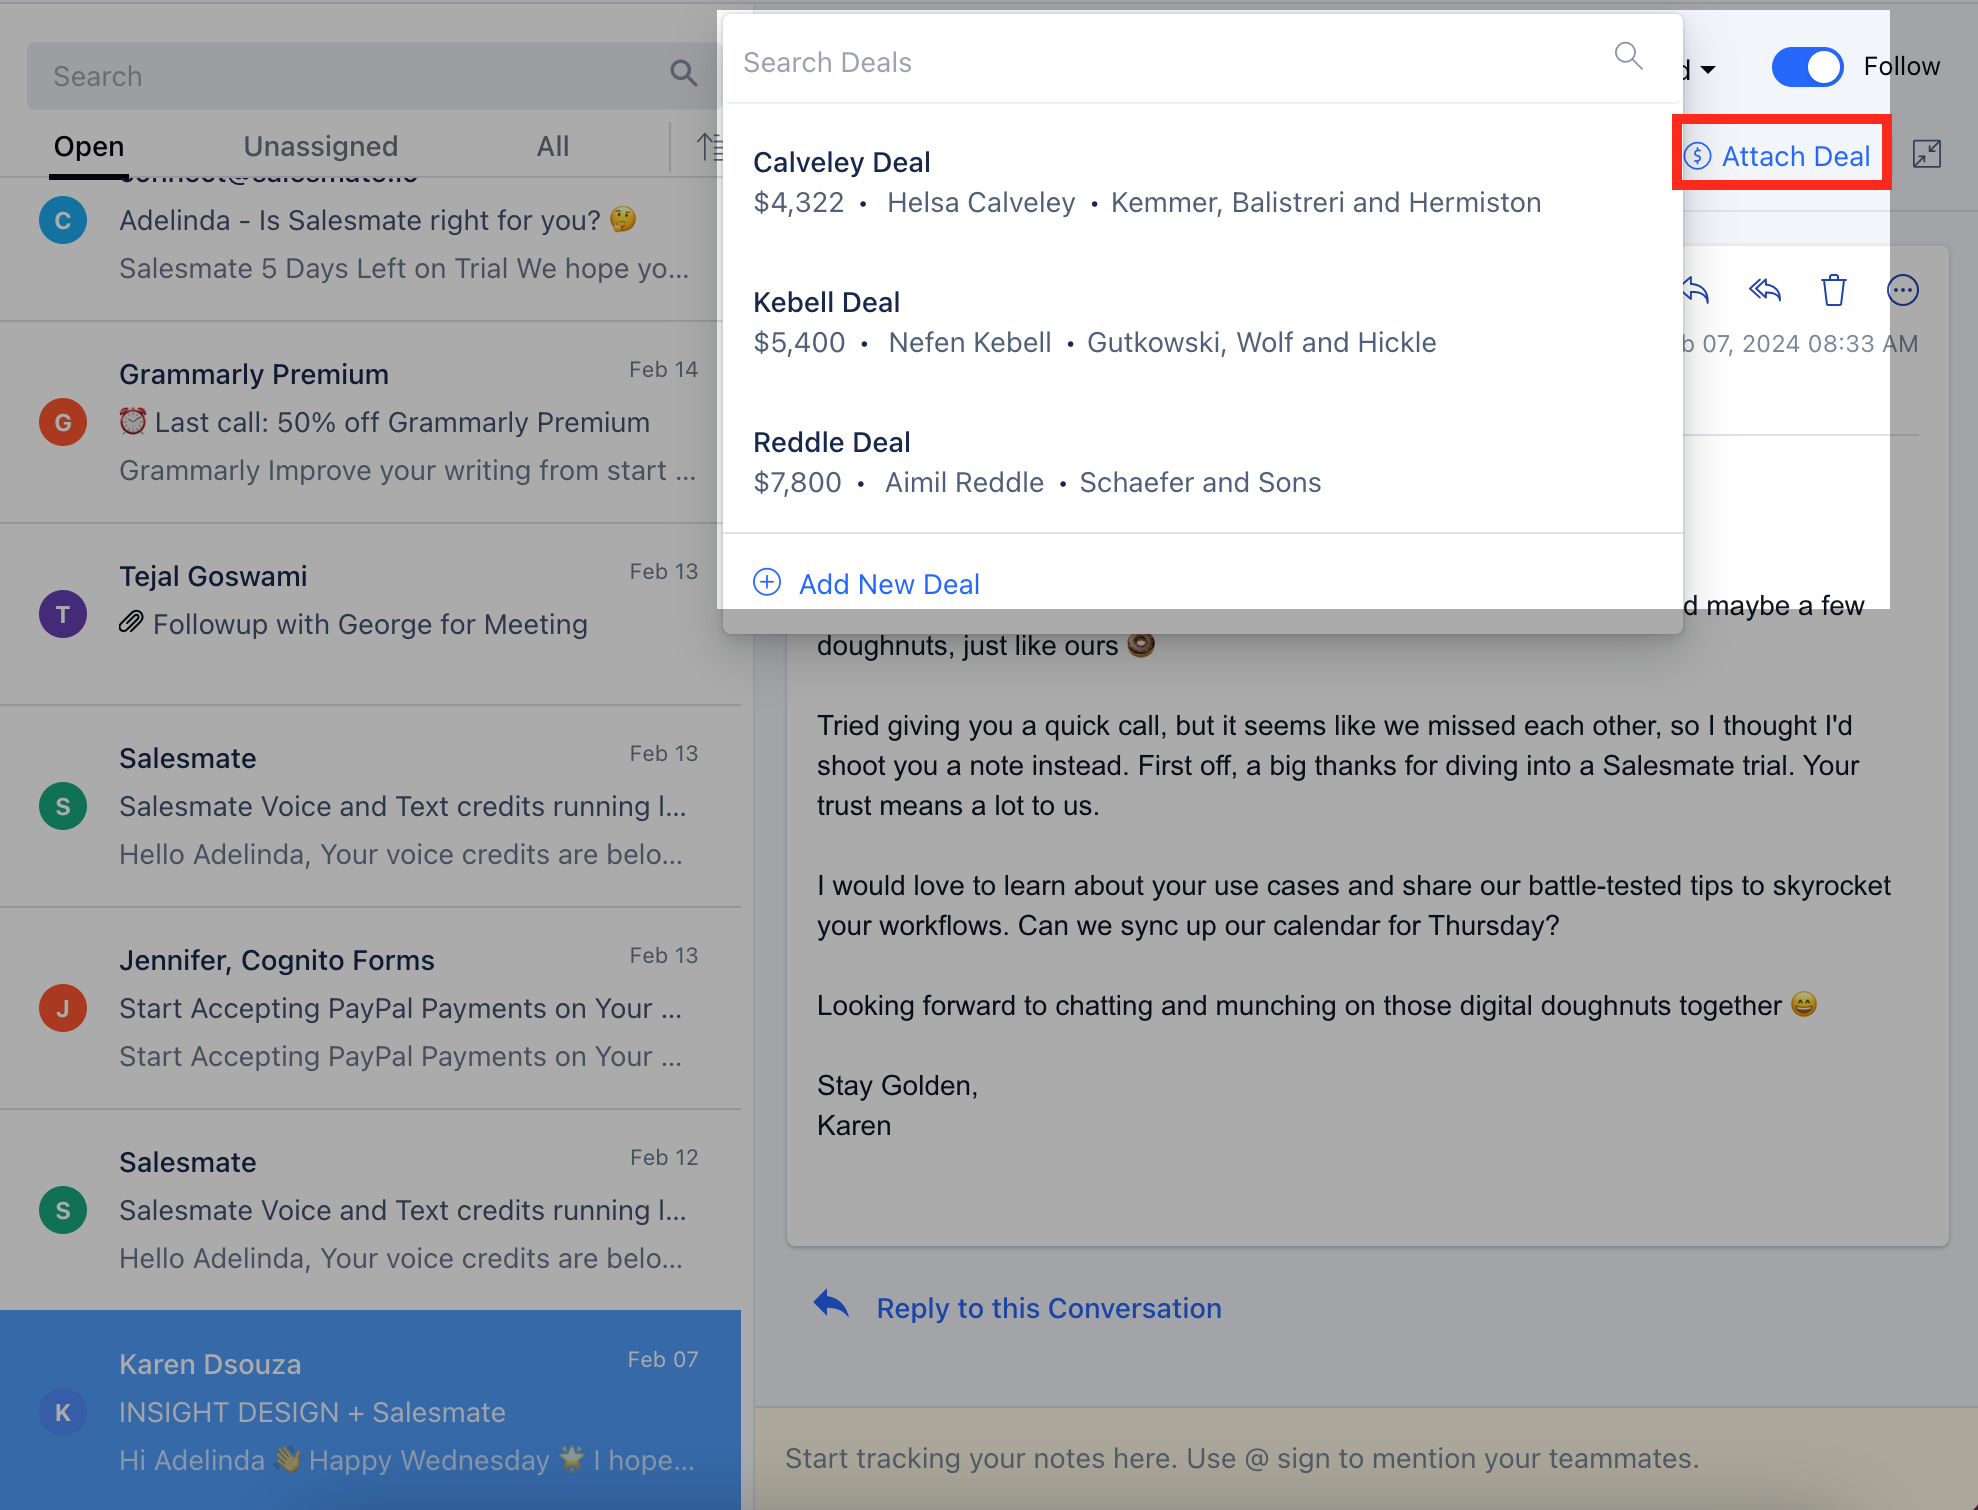 Search
Open
Unassigned
All
C
Adelinda - Is Salesmate right for you? 🤔
Salesmate 5 Days Left on Trial We hope yo...
Grammarly Premium
Feb 14
G
⏰ Last call: 50% off Grammarly Premium
Grammarly Improve your writing from start ...
Tejal Goswami
Feb 13
T
Followup with George for Meeting
Salesmate
Feb 13
S
Salesmate Voice and Text credits running l...
Hello Adelinda, Your voice credits are belo...
Jennifer, Cognito Forms
Feb 13
J
Start Accepting PayPal Payments on Your ...
Start Accepting PayPal Payments on Your ...
Salesmate
Feb 12
S
Salesmate Voice and Text credits running l...
Hello Adelinda, Your voice credits are belo...
Karen Dsouza
Feb 07
K
INSIGHT DESIGN + Salesmate
Hi Adelinda 👋 Happy Wednesday 🌟 I hope...
Search Deals
Calveley Deal
$4,322 • Helsa Calveley • Kemmer, Balistreri and Hermiston
Kebell Deal
$5,400 • Nefen Kebell • Gutkowski, Wolf and Hickle
Reddle Deal
$7,800 • Aimil Reddle • Schaefer and Sons
Add New Deal
Follow
$ Attach Deal
07, 2024 08:33 AM
maybe a few
doughnuts, just like ours 🍩
Tried giving you a quick call, but it seems like we missed each other, so I thought I'd
shoot you a note instead. First off, a big thanks for diving into a Salesmate trial. Your
trust means a lot to us.
I would love to learn about your use cases and share our battle-tested tips to skyrocket
your workflows. Can we sync up our calendar for Thursday?
Looking forward to chatting and munching on those digital doughnuts together 😄
Stay Golden,
Karen
Reply to this Conversation
Start tracking your notes here. Use @ sign to mention your teammates.